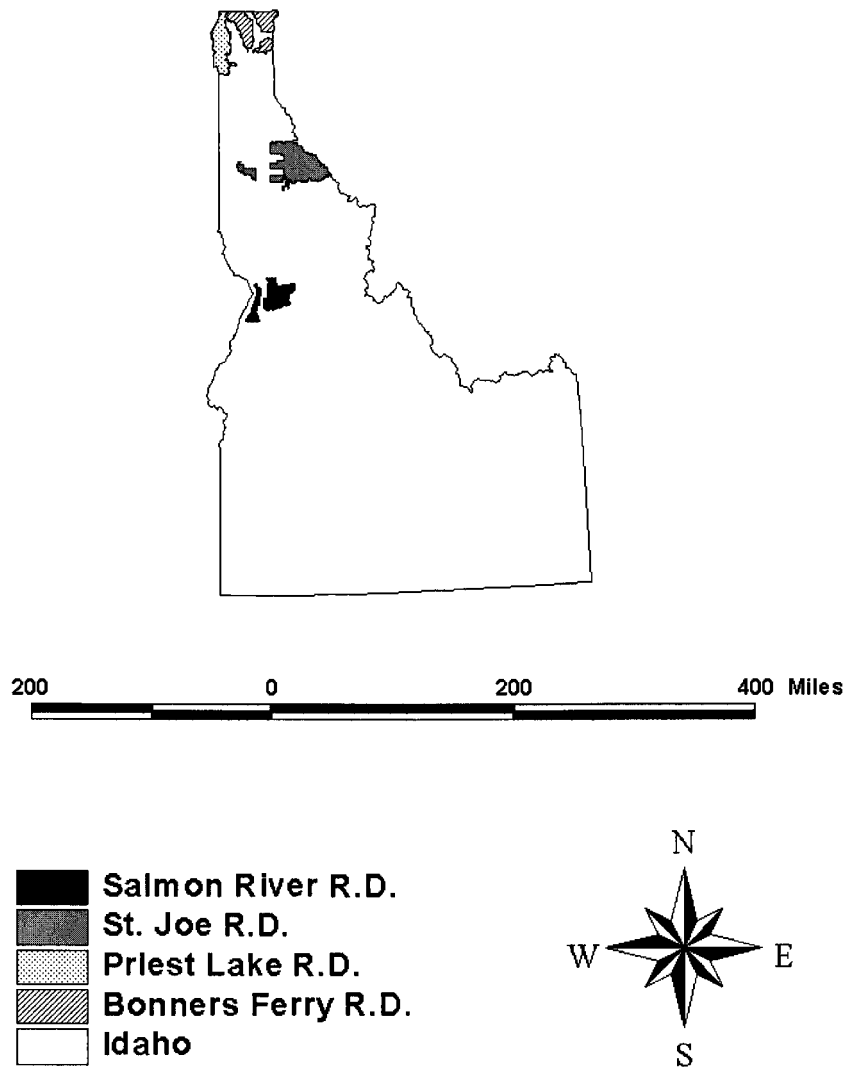 200 0 200 400 Miles
Salmon River R.D.
St. Joe R.D.
Priest Lake R.D.
Bonners Ferry R.D.
Idaho
N
W E
S